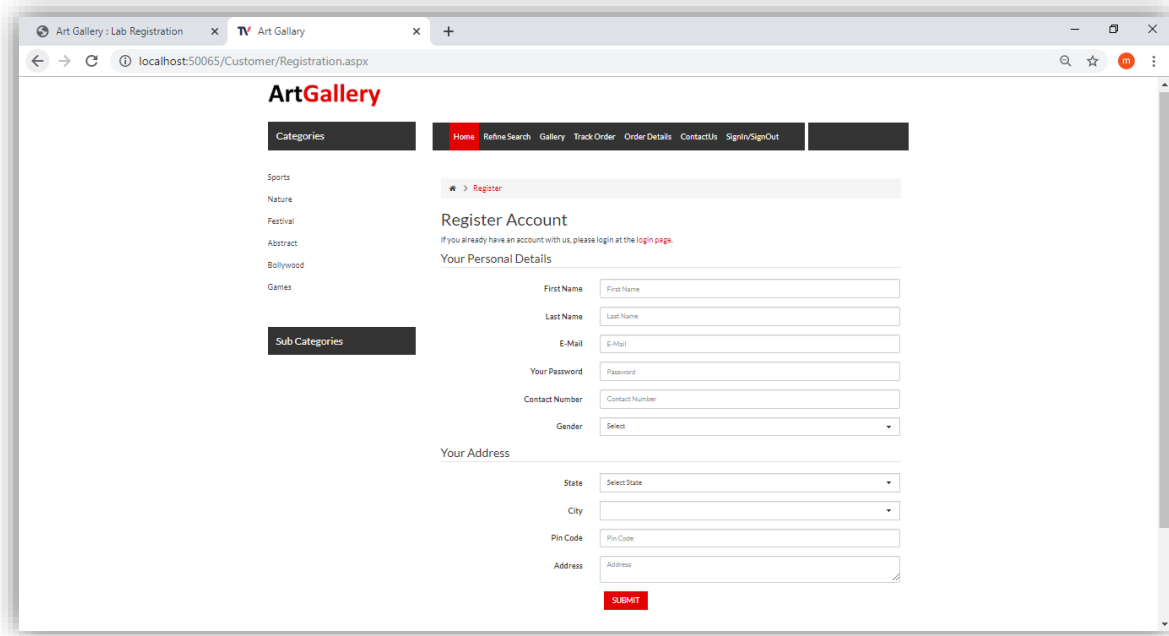 Art Gallery : Lab Registration
TV Art Gallary
localhost:50065/Customer/Registration.aspx
m
ArtGallery
Categories
Home Refine Search Gallery Track Order Order Details ContactUs SignIn/SignOut
Sports
Nature
Festival
Abstract
Bollywood
Games
Sub Categories
> Register
Register Account
If you already have an account with us, please login at the login page.
Your Personal Details
First Name First Name
Last Name Last Name
E-Mail E-Mail
Your Password Password
Contact Number Contact Number
Gender Select
Your Address
State Select State
City
Pin Code Pin Code
Address Address
SUBMIT